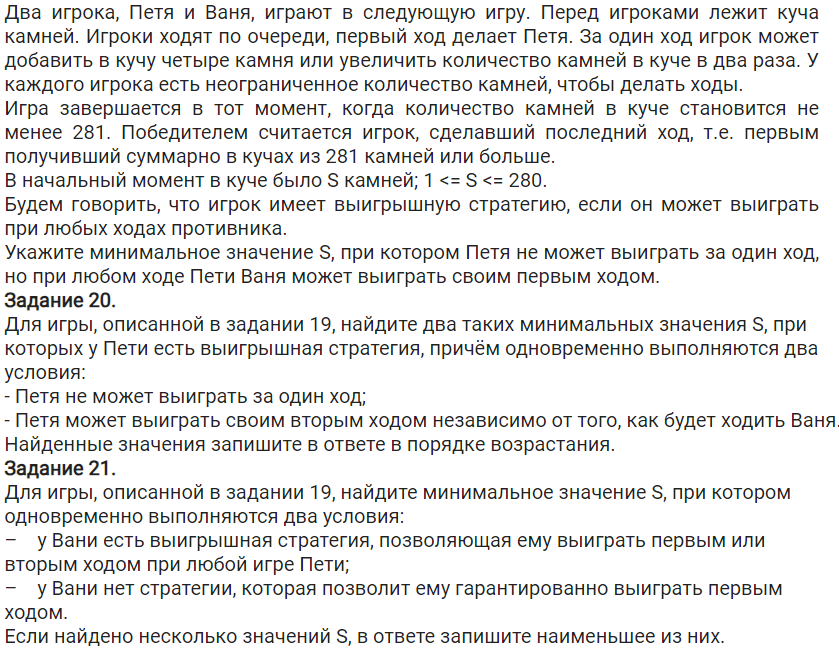 Два игрока, Петя и Ваня, играют в следующую игру. Перед игроками лежит куча
камней. Игроки ходят по очереди, первый ход делает Петя. За один ход игрок может
добавить в кучу четыре камня или увеличить количество камней в куче в два раза. У
каждого игрока есть неограниченное количество камней, чтобы делать ходы.
Игра завершается в тот момент, когда количество камней в куче становится не
менее 281. Победителем считается игрок, сделавший последний ход, т.е. первым
получивший суммарно в кучах из 281 камней или больше.
В начальный момент в куче было S камней; 1 <= S <= 280.
Будем говорить, что игрок имеет выигрышную стратегию, если он может выиграть
при любых ходах противника.
Укажите минимальное значение S, при котором Петя не может выиграть за один ход,
но при любом ходе Пети Ваня может выиграть своим первым ходом.
Задание 20.
Для игры, описанной в задании 19, найдите два таких минимальных значения S, при
которых у Пети есть выигрышная стратегия, причём одновременно выполняются два
условия:
- Петя не может выиграть за один ход;
- Петя может выиграть своим вторым ходом независимо от того, как будет ходить Ваня.
Найденные значения запишите в ответе в порядке возрастания.
Задание 21.
Для игры, описанной в задании 19, найдите минимальное значение S, при котором
одновременно выполняются два условия:
– у Вани есть выигрышная стратегия, позволяющая ему выиграть первым или
вторым ходом при любой игре Пети;
– у Вани нет стратегии, которая позволит ему гарантированно выиграть первым
ходом.
Если найдено несколько значений S, в ответе запишите наименьшее из них.